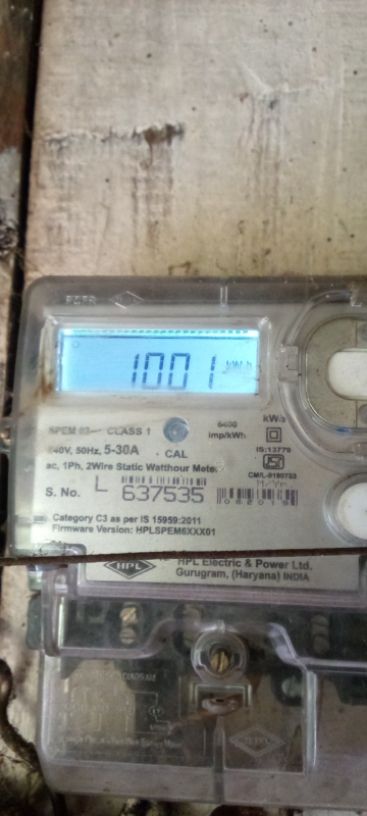 1001 kWh
SPEM 03 CLASS 1
6400
imp/kWh
kWh
240V, 50Hz, 5-30A
CAL
IS:13779
ac, 1Ph, 2Wire Static Watthour Meter
CM/L-9190753
S. No. L 637535
Category C3 as per IS 15959:2011
Firmware Version: HPLSPEM6XXX01
HPL
HPL Electric & Power Ltd.
Gurugram, (Haryana) INDIA